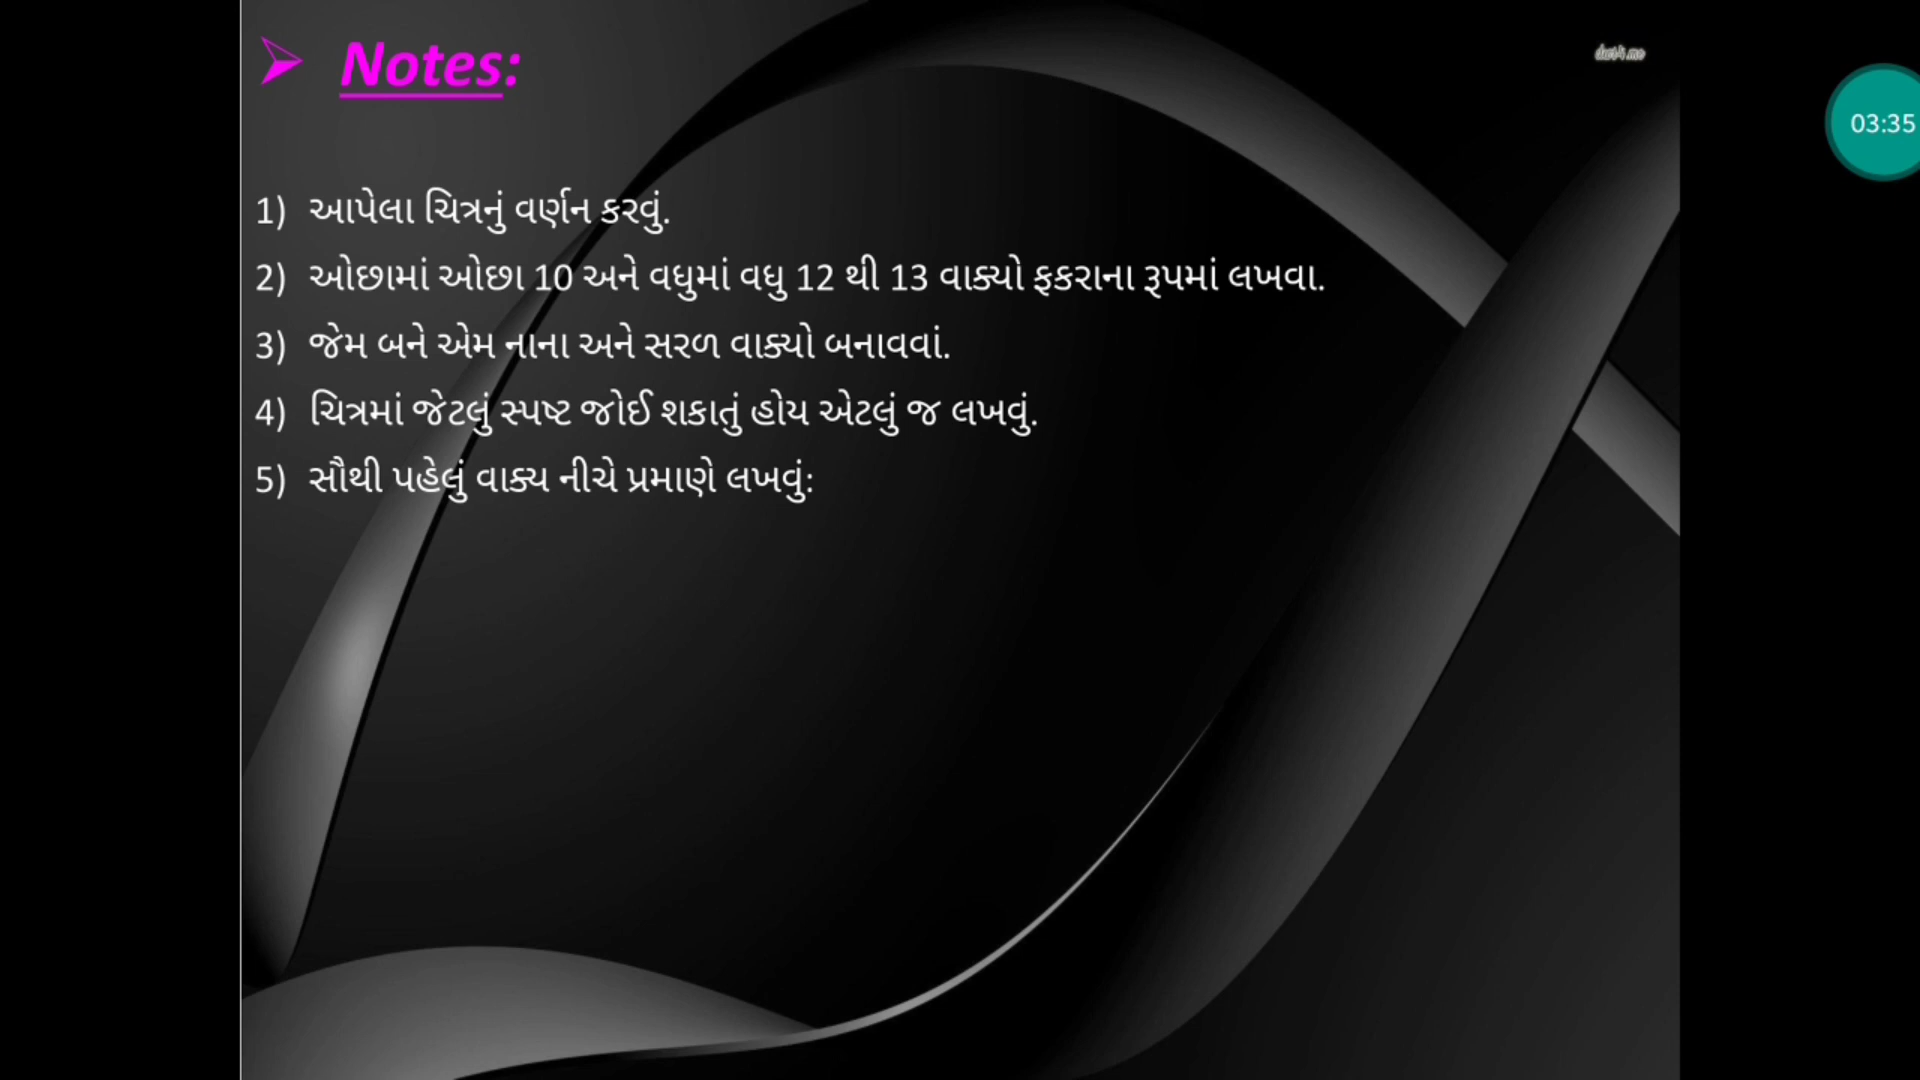 Notes:
03:35
1) આપેલા ચિત્રનું વર્ણન કરવું.
2) ઓછામાં ઓછા 10 અને વધુમાં વધુ 12 થી 13 વાક્યો ફકરાના રૂપમાં લખવા.
3) જેમ બને એમ નાના અને સરળ વાક્યો બનાવવાં.
4) ચિત્રમાં જેટલું સ્પષ્ટ જોઈ શકાતું હોય એટલું જ લખવું.
5) સૌથી પહેલું વાક્ય નીચે પ્રમાણે લખવું: